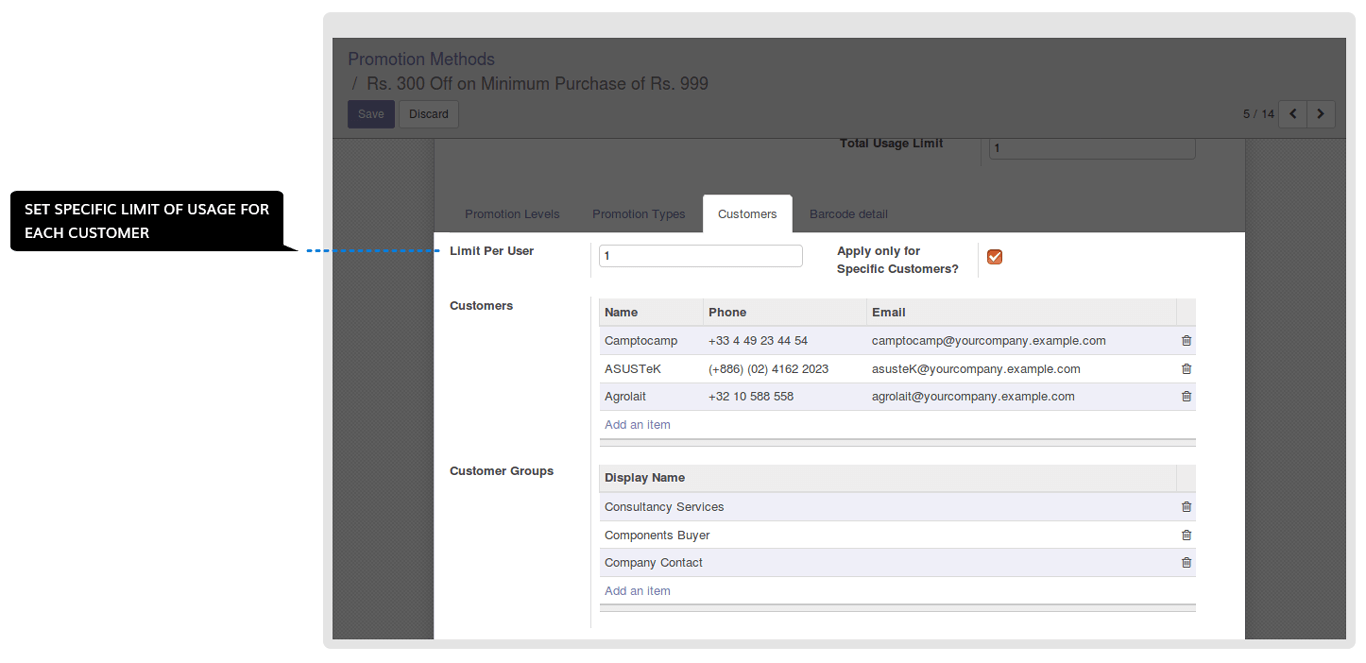 Promotion Methods
/ Rs. 300 Off on Minimum Purchase of Rs. 999
Save Discard 5 / 14
Total Usage Limit 1
Promotion Levels Promotion Types Customers Barcode detail
SET SPECIFIC LIMIT OF USAGE FOR
EACH CUSTOMER
Limit Per User 1 Apply only for
Specific Customers?
Customers
Name Phone Email
Camptocamp +33 4 49 23 44 54 camptocamp@yourcompany.example.com
ASUSTeK (+886) (02) 4162 2023 asusteK@yourcompany.example.com
Agrolait +32 10 588 558 agrolait@yourcompany.example.com
Add an item
Customer Groups
Display Name
Consultancy Services
Components Buyer
Company Contact
Add an item